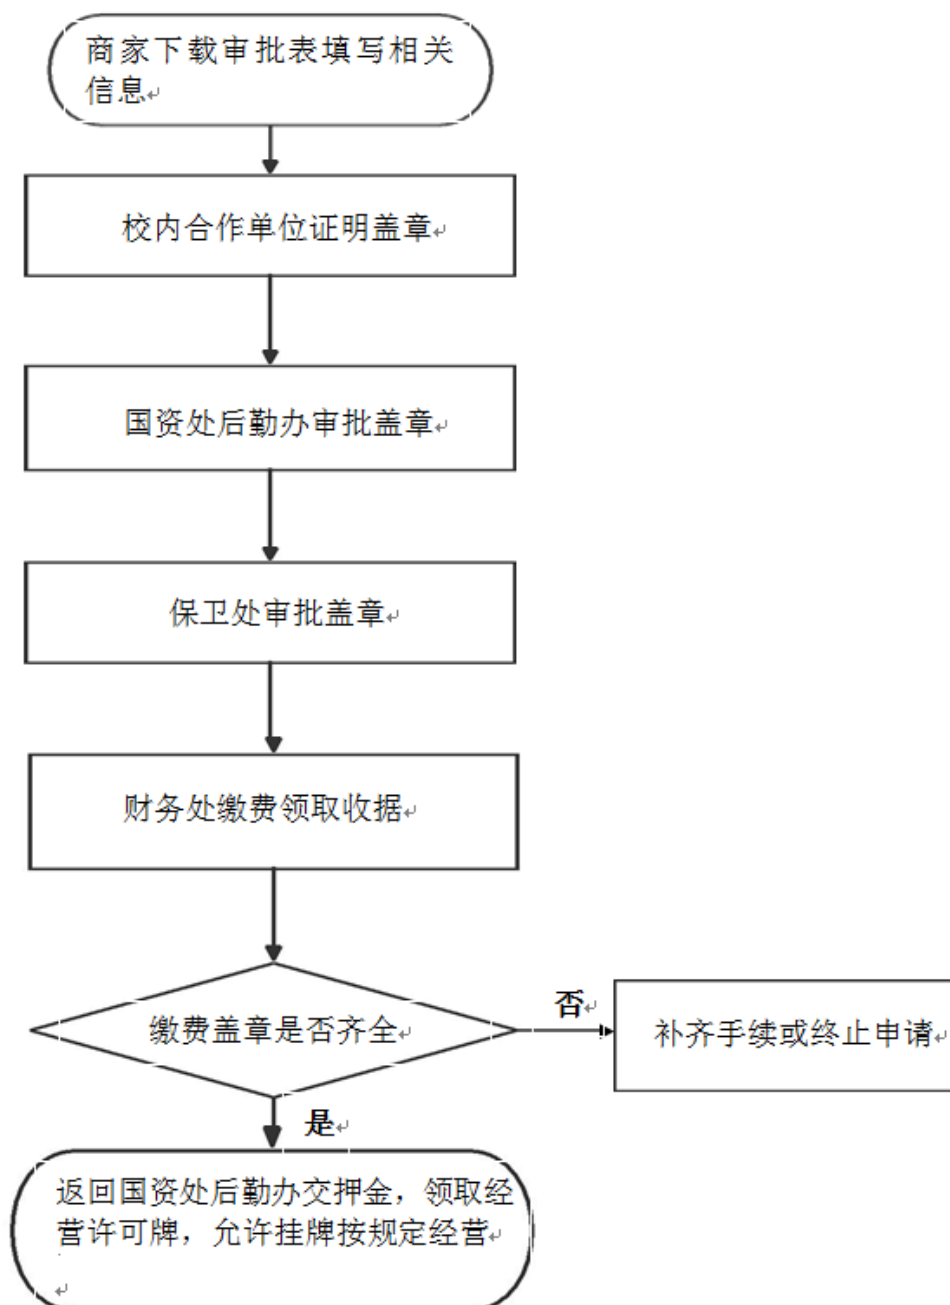 商家下载审批表填写相关
信息
校内合作单位证明盖章
国资处后勤办审批盖章
保卫处审批盖章
财务处缴费领取收据
缴费盖章是否齐全
否
补齐手续或终止申请
是
返回国资处后勤办交押金，领取经
营许可牌，允许挂牌按规定经营